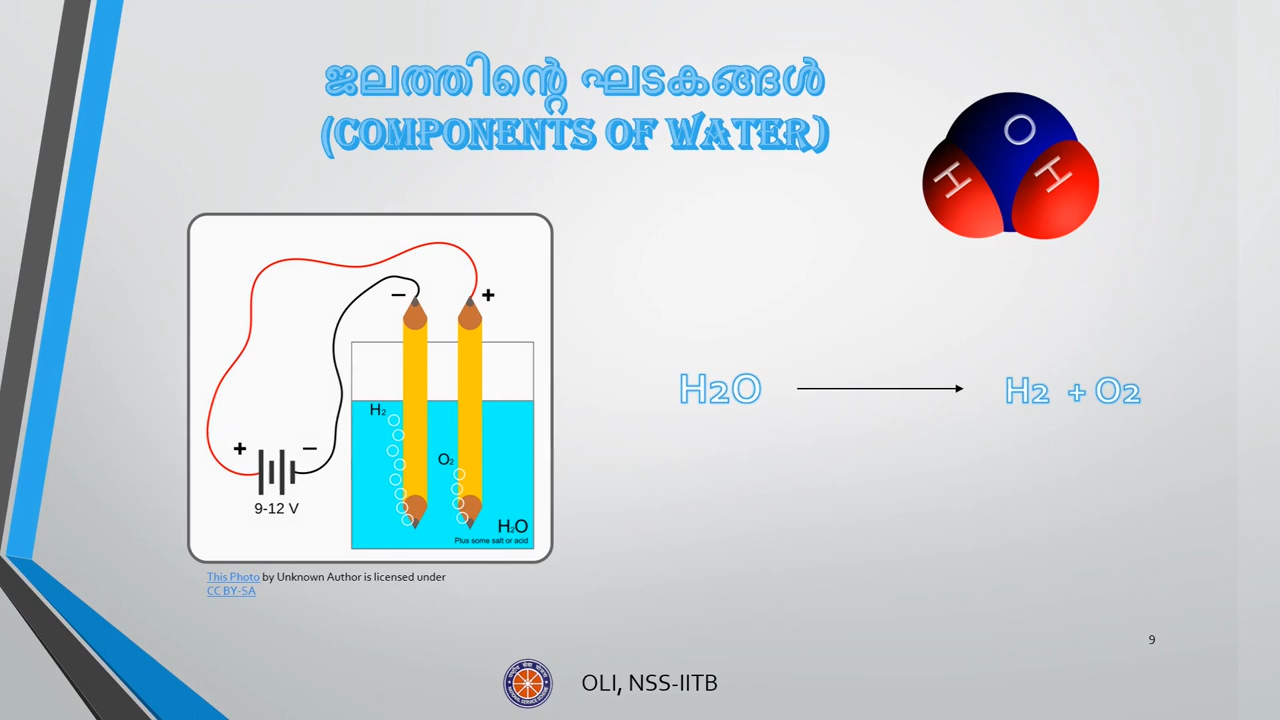 ജലത്തിന്റെ ഘടകങ്ങൾ
(COMPONENTS OF WATER)
O
H H
− +
H₂
O₂
+ −
9-12 V
H₂O
Plus some salt or acid
H2O → H2 + O2
This Photo by Unknown Author is licensed under
CC BY-SA
9
OLI, NSS-IITB